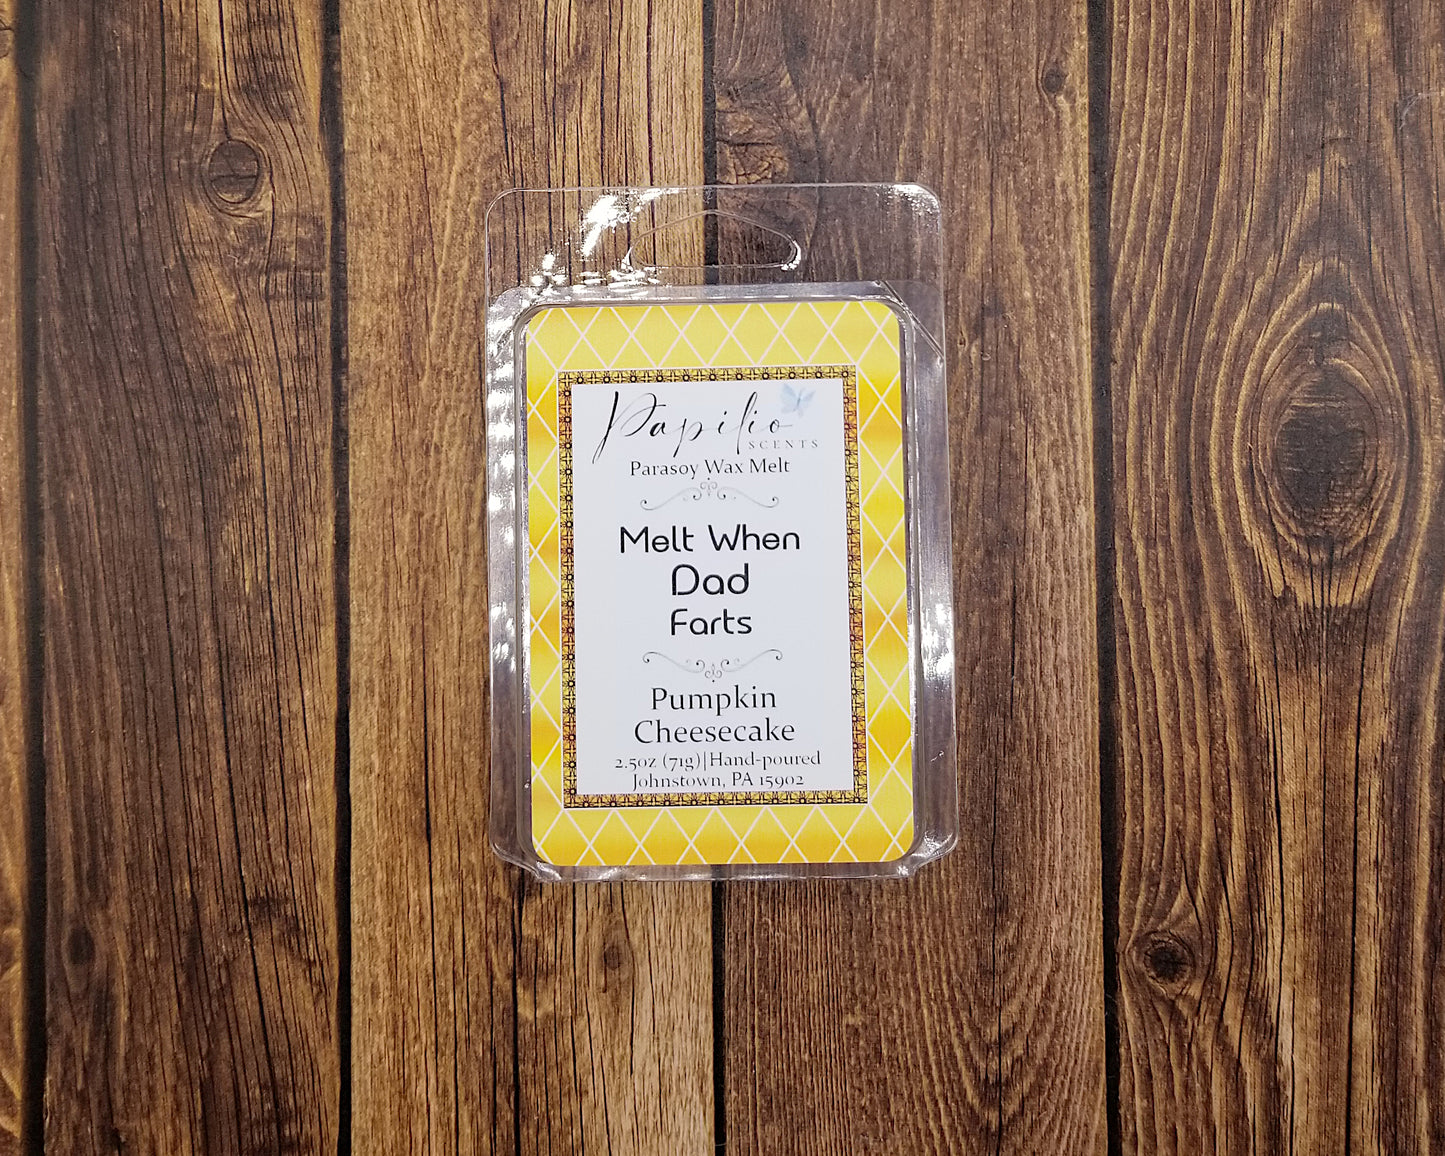 Papilio
SCENTS
Parasoy Wax Melt
Melt When
Dad
Farts
Pumpkin
Cheesecake
2.5oz (71g)|Hand-poured
Johnstown, PA 15902